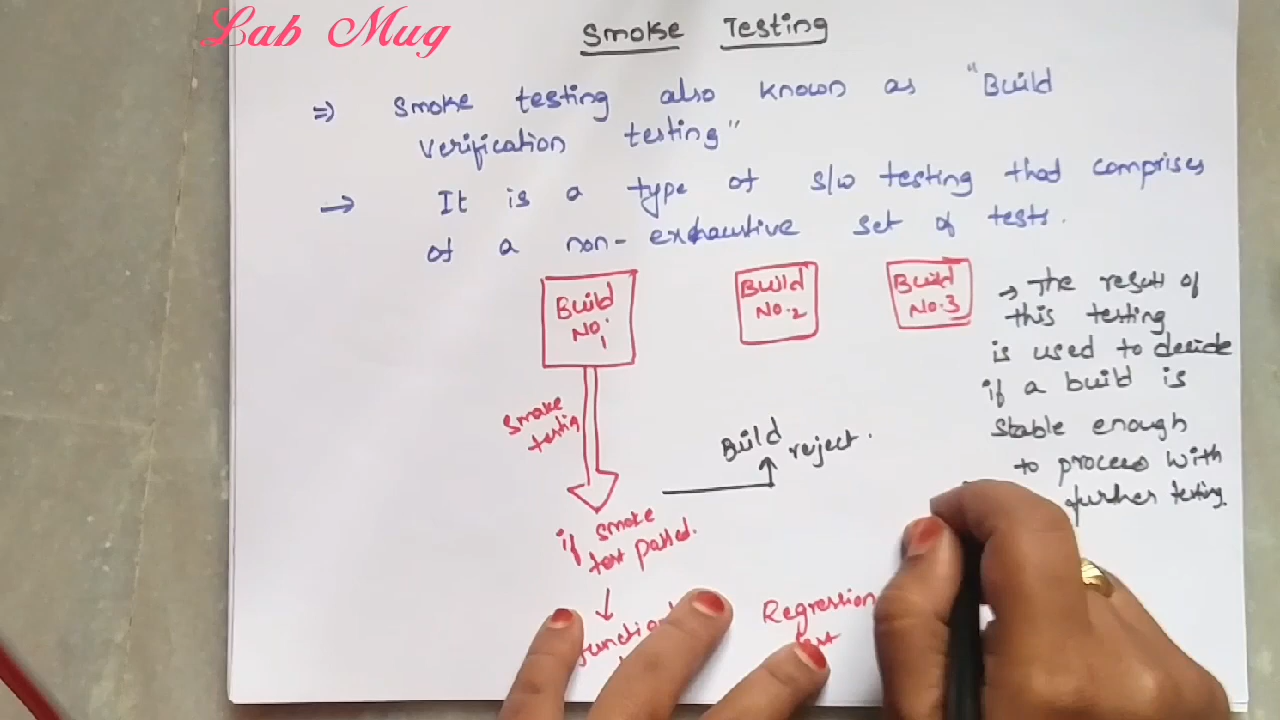 Lab Mug
Smoke Testing
=> Smoke testing also known as "Build
verification testing"
→ It is a type of s/w testing that comprises
of a non-exhaustive set of tests.
Build
No. 1
Build
No. 2
Build
No. 3
Smoke
testig
if smoke
test passed.
Build
reject.
→ The result of
this testing
is used to decide
if a build is
stable enough
to process with
further testing.
Regression